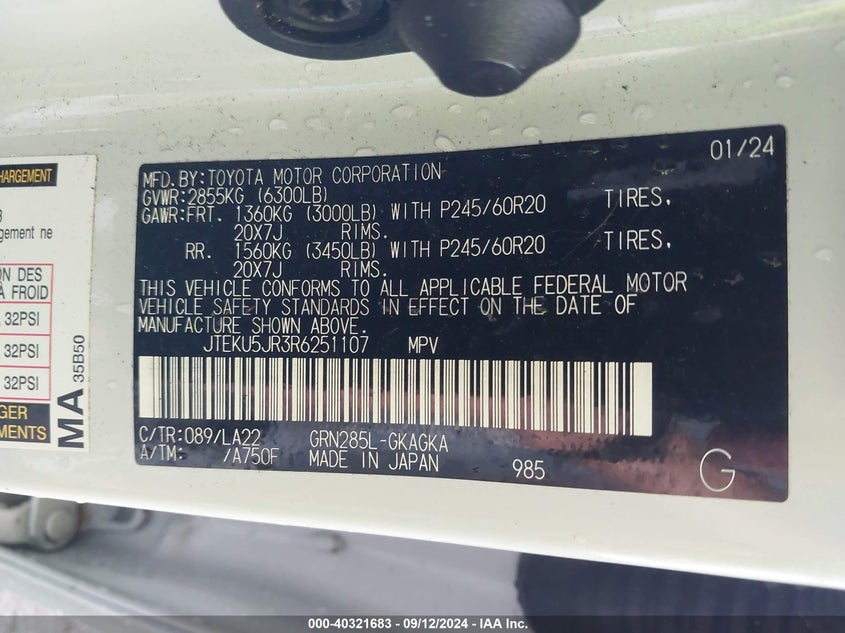 HARGEMENT
gement ne
ON DES
À FROID
32PSI
32PSI
32PSI
GER
EMENTS
MA
35B50
01/24
MFD.BY:TOYOTA MOTOR CORPORATION
GVWR:2855KG (6300LB)
GAWR:FRT. 1360KG (3000LB) WITH P245/60R20 TIRES,
20X7J RIMS.
RR. 1560KG (3450LB) WITH P245/60R20 TIRES,
20X7J RIMS.
THIS VEHICLE CONFORMS TO ALL APPLICABLE FEDERAL MOTOR
VEHICLE SAFETY STANDARDS IN EFFECT ON THE DATE OF
MANUFACTURE SHOWN ABOVE.
JTEKU5JR3R6251107 MPV
C/TR:089/LA22 GRN285L-GKAGKA
A/TM: /A750F MADE IN JAPAN 985 G
000-40321683 - 09/12/2024 - IAA Inc.